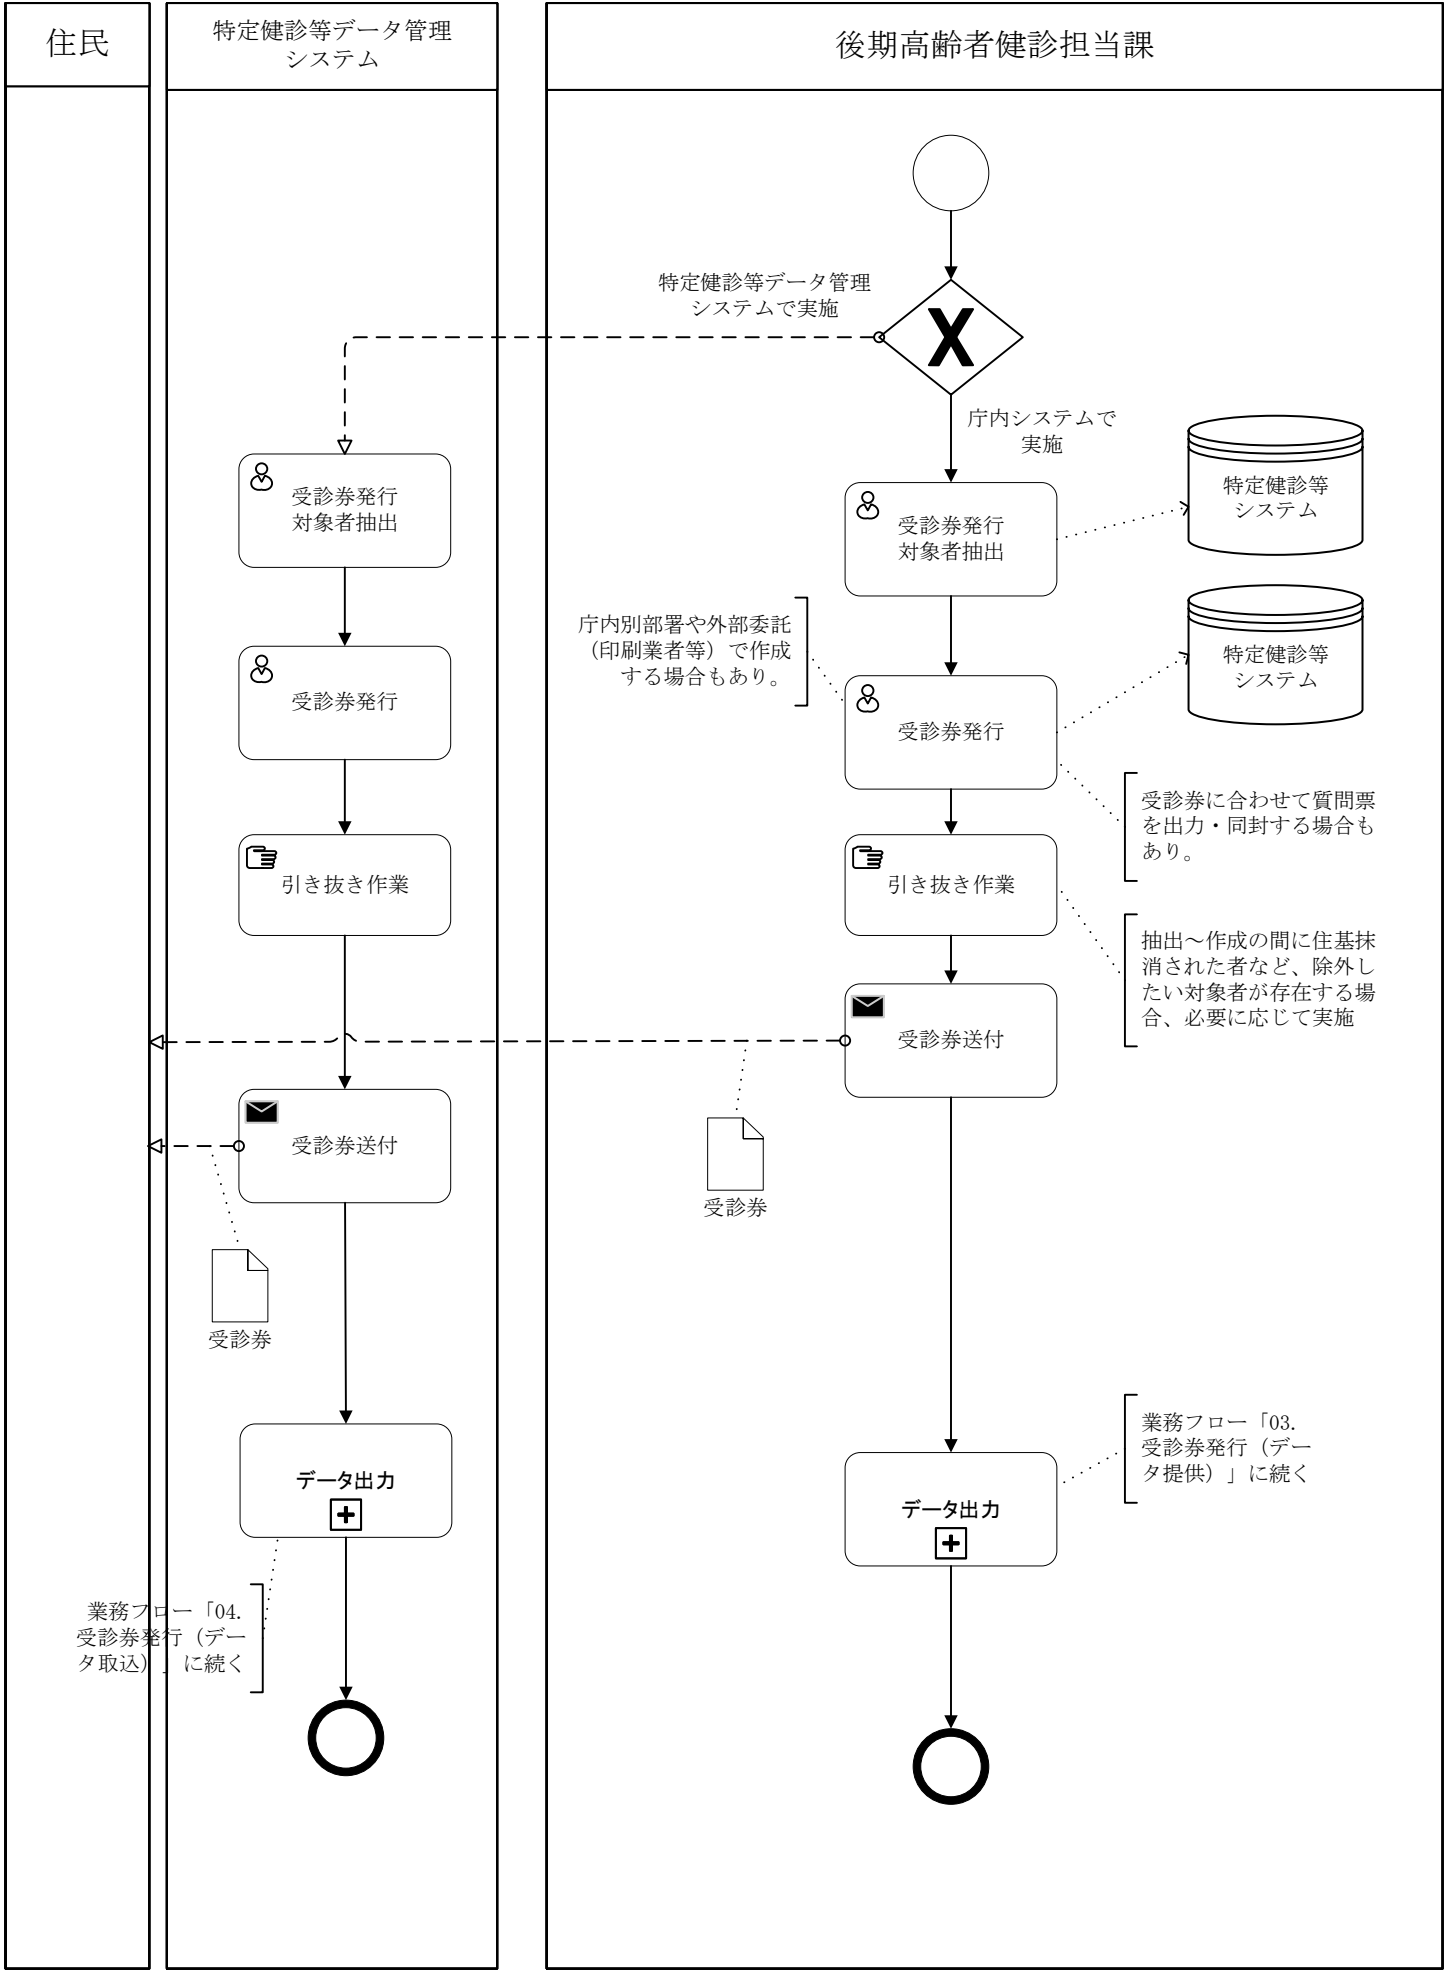 住民
特定健診等データ管理
システム
後期高齢者健診担当課
特定健診等データ管理
システムで実施
X
庁内システムで
実施
受診券発行
対象者抽出
受診券発行
対象者抽出
特定健診等
システム
庁内別部署や外部委託
（印刷業者等）で作成
する場合もあり。
特定健診等
システム
受診券発行
受診券発行
受診券に合わせて質問票
を出力・同封する場合も
あり。
引き抜き作業
引き抜き作業
抽出～作成の間に住基抹
消された者など、除外し
たい対象者が存在する場
合、必要に応じて実施
受診券送付
受診券送付
受診券
受診券
業務フロー「03.
受診券発行（デー
タ提供）」に続く
データ出力
データ出力
業務フロー「04.
受診券発行（デー
タ取込）」に続く